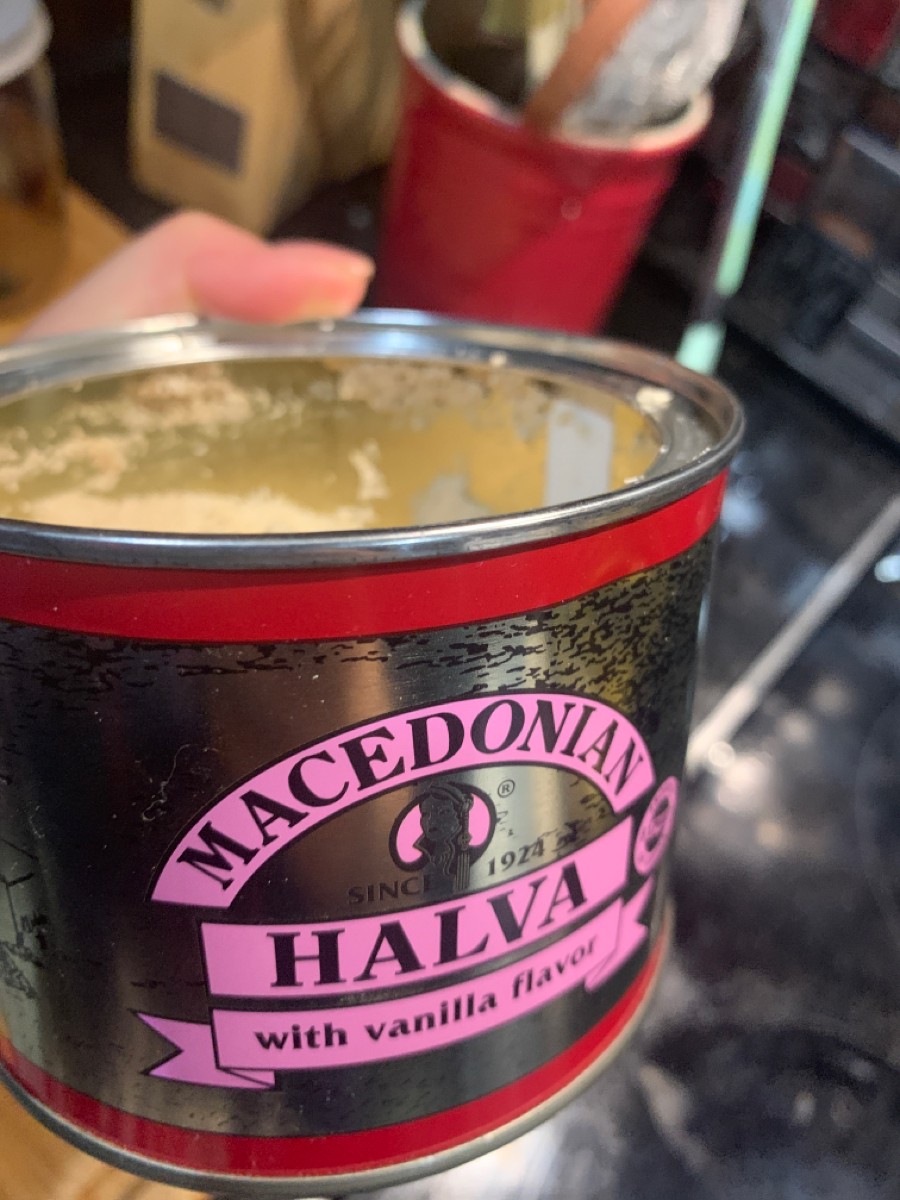 MACEDONIAN
®
SINCE 1924
HALVA
with vanilla flavor